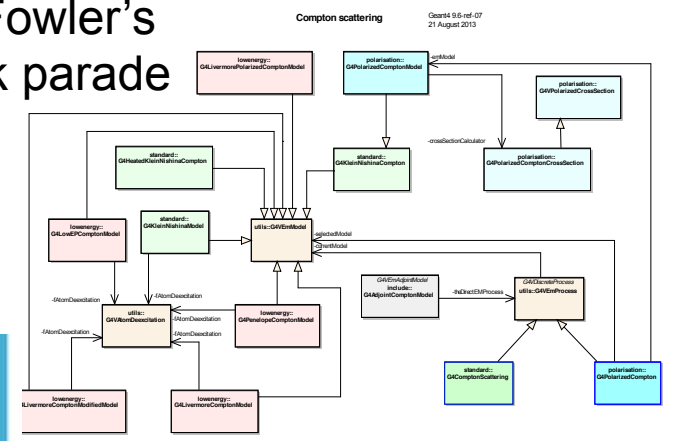 Fowler's
k parade
Compton scattering
Geant4 9.6-ref-07
21 August 2013
lowenergy::
G4LivermorePolarizedComptonModel
polarisation::
G4PolarizedComptonModel
-emModel
polarisation::
G4VPolarizedCrossSection
-crossSectionCalculator
standard::
G4HeatedKleinNishinaCompton
standard::
G4KleinNishinaCompton
polarisation::
G4PolarizedComptonCrossSection
lowenergy::
G4LowEPComptonModel
standard::
G4KleinNishinaModel
utils::G4VEmModel
-selectedModel
-currentModel
G4VEmAdjointModel
include::
G4AdjointComptonModel
-theDirectEMProcess
G4VDiscreteProcess
utils::G4VEmProcess
-fAtomDeexcitation
-fAtomDeexcitation
utils::
G4VAtomDeexcitation
-fAtomDeexcitation
lowenergy::
G4PenelopeComptonModel
-fAtomDeexcitation
-fAtomDeexcitation
standard::
G4ComptonScattering
polarisation::
G4PolarizedCompton
lowenergy::
LivermoreComptonModifiedModel
lowenergy::
G4LivermoreComptonModel